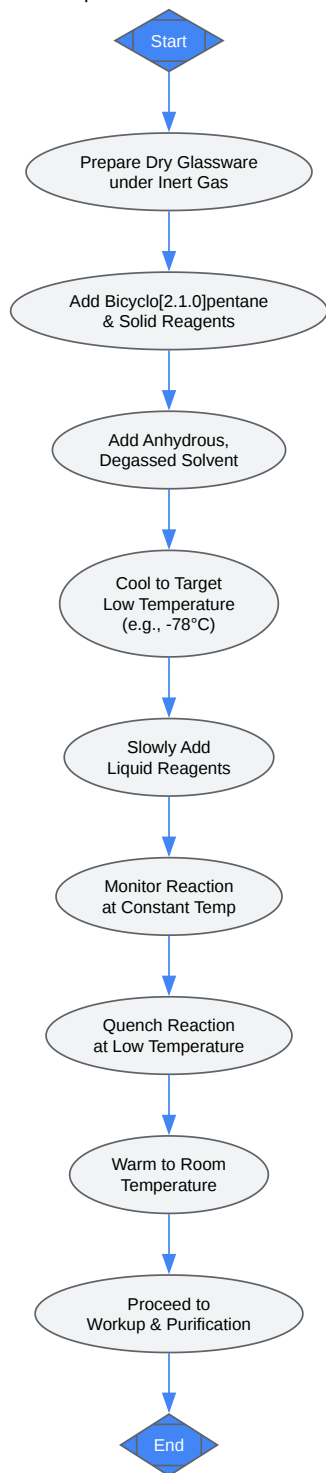 Start
Prepare Dry Glassware
under Inert Gas
Add Bicyclo[2.1.0]pentane
& Solid Reagents
Add Anhydrous,
Degassed Solvent
Cool to Target
Low Temperature
(e.g., -78°C)
Slowly Add
Liquid Reagents
Monitor Reaction
at Constant Temp
Quench Reaction
at Low Temperature
Warm to Room
Temperature
Proceed to
Workup & Purification
End